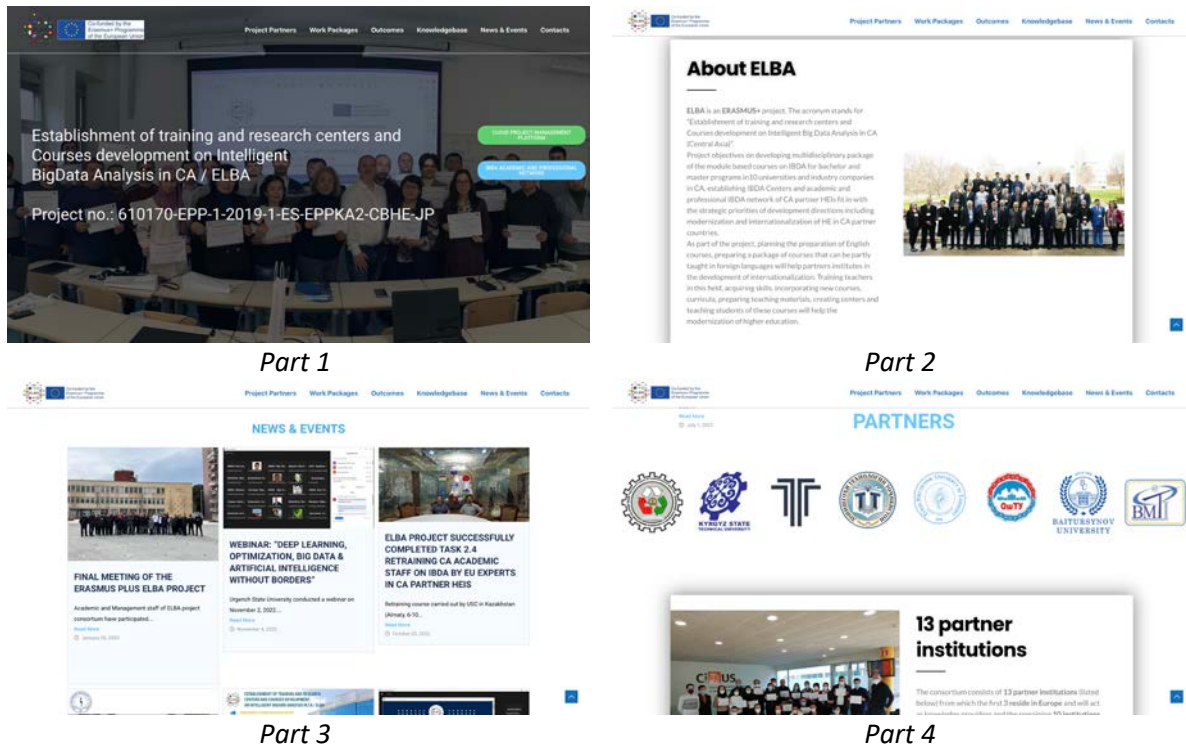 Co-funded by the
Erasmus+ Programme
of the European Union
Project Partners Work Packages Outcomes Knowledgebase News & Events Contacts
Establishment of training and research centers and
Courses development on Intelligent
BigData Analysis in CA / ELBA
Project no.: 610170-EPP-1-2019-1-ES-EPPKA2-CBHE-JP
CLOUD PROJECT MANAGEMENT
PLATFORM
IBDA ACADEMIC AND PROFESSIONAL
NETWORK
Part 1
Project Partners Work Packages Outcomes Knowledgebase News & Events Contacts
About ELBA
ELBA is an ERASMUS+ project. The acronym stands for
"Establishment of training and research centers and
Courses development on Intelligent Big Data Analysis in CA
(Central Asia)".
Project objectives on developing multidisciplinary package
of the module based courses on IBDA for bachelor and
master programs in10 universities and industry companies
in CA, establishing IBDA Centers and academic and
professional IBDA network of CA partner HEIs fit in with
the strategic priorities of development directions including
modernization and internationalization of HE in CA partner
countries.
As part of the project, planning the preparation of English
courses, preparing a package of courses that can be partly
taught in foreign languages will help partners institutes in
the development of internationalization. Training teachers
in this held, acquiring skills, incorporating new courses,
curricula, preparing teaching materials, creating centers and
teaching students of these courses will help the
modernization of higher education.
Part 2
Project Partners Work Packages Outcomes Knowledgebase News & Events Contacts
NEWS & EVENTS
FINAL MEETING OF THE
ERASMUS PLUS ELBA PROJECT
Academic and Management staff of ELBA project
consortium have participated...
Read More
WEBINAR: "DEEP LEARNING,
OPTIMIZATION, BIG DATA &
ARTIFICIAL INTELLIGENCE
WITHOUT BORDERS"
Urganch State University conducted a webinar on
November 2, 2022....
Read More
ELBA PROJECT SUCCESSFULLY
COMPLETED TASK 2.4
RETRAINING CA ACADEMIC
STAFF ON IBDA BY EU EXPERTS
IN CA PARTNER HEIS
Retraining course carried out by USC in Kazakhstan
(Almaty, 6-10...
Read More
Part 3
Project Partners Work Packages Outcomes Knowledgebase News & Events Contacts
Read More
July 1, 2022
PARTNERS
KYRGYZ STATE
TECHNICAL UNIVERSITY
ОшТУ
BAITURSYNOV
UNIVERSITY
BMTI
13 partner
institutions
The consortium consists of 13 partner institutions (listed
below) from which the first 3 reside in Europe and will act
Part 4